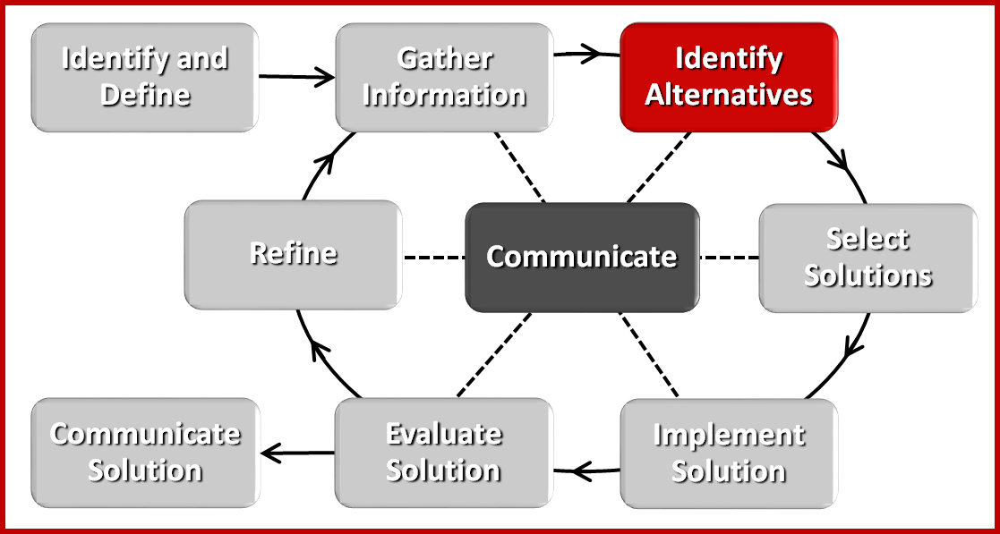 Identify and
Define
Gather
Information
Identify
Alternatives
Refine
Communicate
Select
Solutions
Communicate
Solution
Evaluate
Solution
Implement
Solution